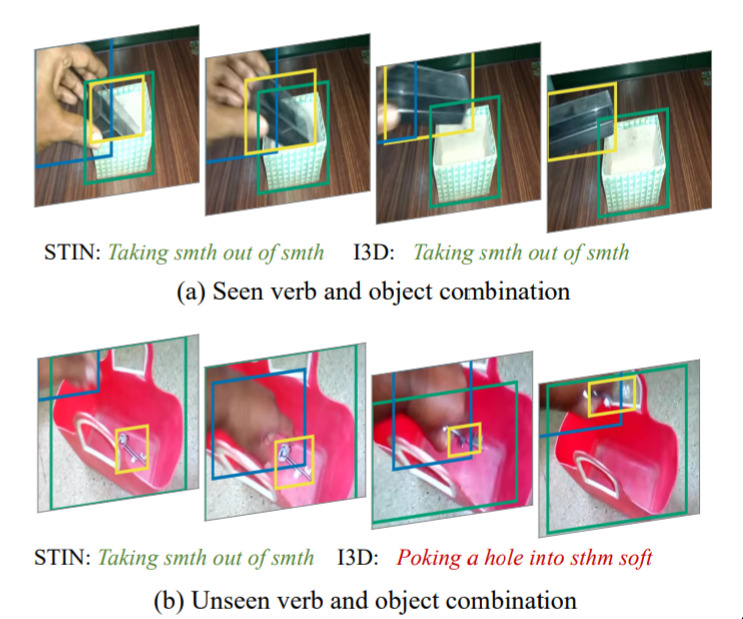 STIN: Taking smth out of smth I3D: Taking smth out of smth
(a) Seen verb and object combination
STIN: Taking smth out of smth I3D: Poking a hole into sthm soft
(b) Unseen verb and object combination